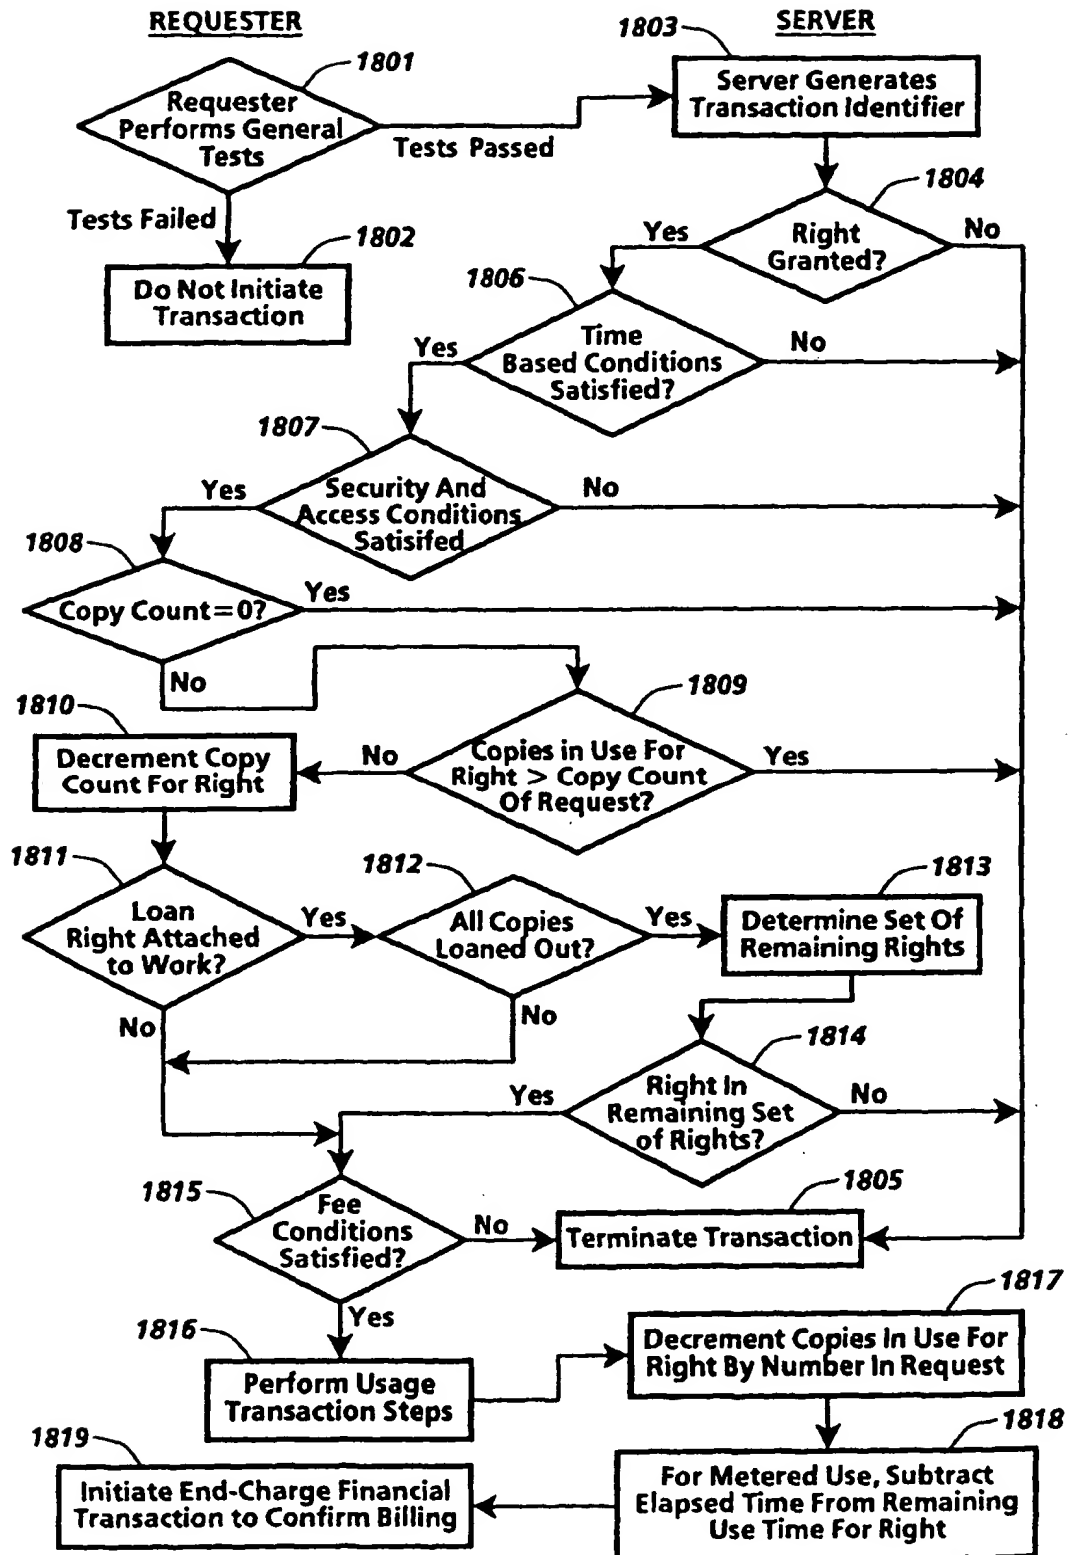 REQUESTER
SERVER
1801
1803
Requester
Performs General
Tests
Server Generates
Transaction Identifier
Tests Passed
Tests Failed
1802
Do Not Initiate
Transaction
1804
Right
Granted?
Yes
No
1806
Time
Based Conditions
Satisfied?
Yes
No
1807
Security And
Access Conditions
Satisifed
Yes
No
1808
Copy Count=0?
Yes
No
1809
Copies in Use For
Right > Copy Count
Of Request?
No
Yes
1810
Decrement Copy
Count For Right
1811
Loan
Right Attached
to Work?
Yes
No
1812
All Copies
Loaned Out?
Yes
No
1813
Determine Set Of
Remaining Rights
1814
Right In
Remaining Set
of Rights?
Yes
No
1815
Fee
Conditions
Satisfied?
No
Yes
1805
Terminate Transaction
1816
Perform Usage
Transaction Steps
1817
Decrement Copies In Use For
Right By Number In Request
1818
For Metered Use, Subtract
Elapsed Time From Remaining
Use Time For Right
1819
Initiate End-Charge Financial
Transaction to Confirm Billing